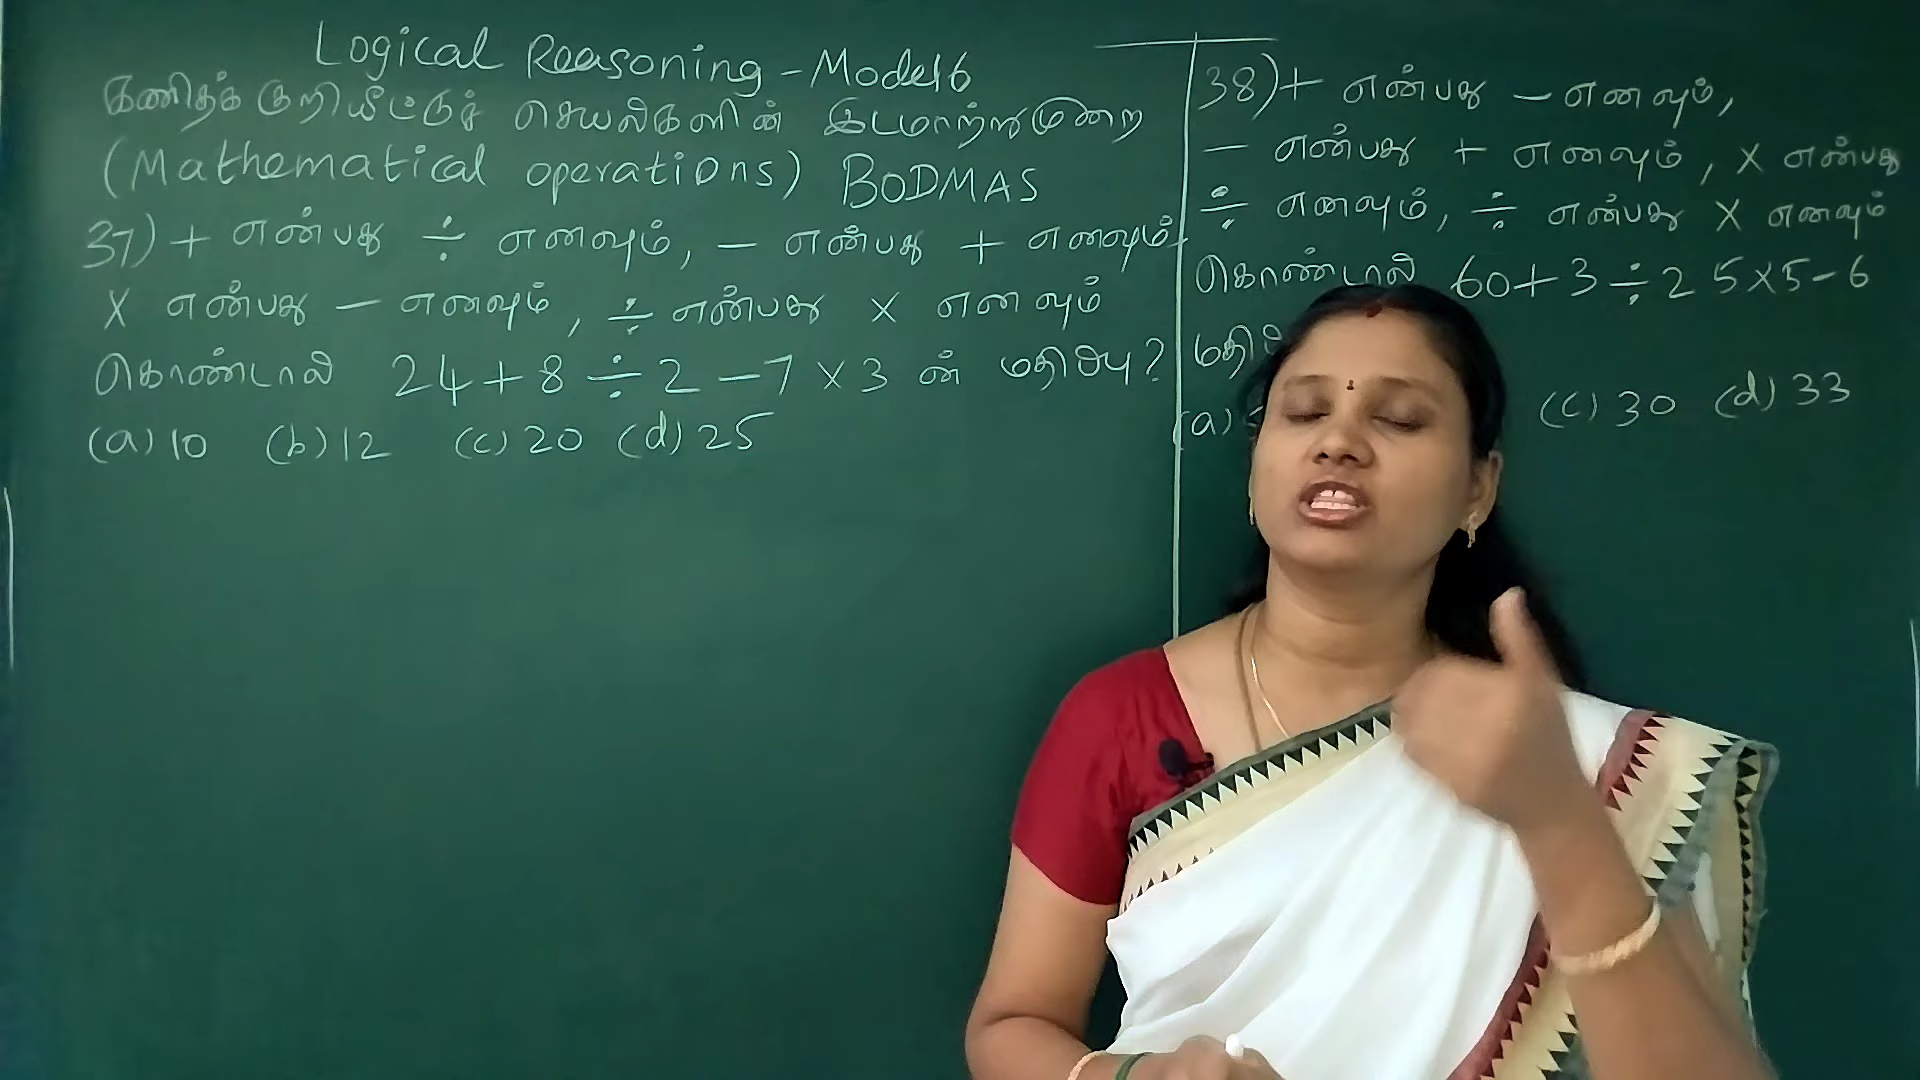 Logical Reasoning - Model 6
கணிதக் குறியீட்டுச் செயலிகளின் இடமாற்றுமுறை
(Mathematical operations) BODMAS
37) + என்பது ÷ எனவும், - என்பது + எனவும்,
× என்பது - எனவும், ÷ என்பது × எனவும்
கொண்டால் 24 + 8 ÷ 2 - 7 × 3 ன் மதிப்பு?
(a) 10 (b) 12 (c) 20 (d) 25
38) + என்பது - எனவும்,
- என்பது + எனவும், × என்பது
÷ எனவும், ÷ என்பது × எனவும்
கொண்டால் 60 + 3 ÷ 2 5 × 5 - 6
(a) (c) 30 (d) 33